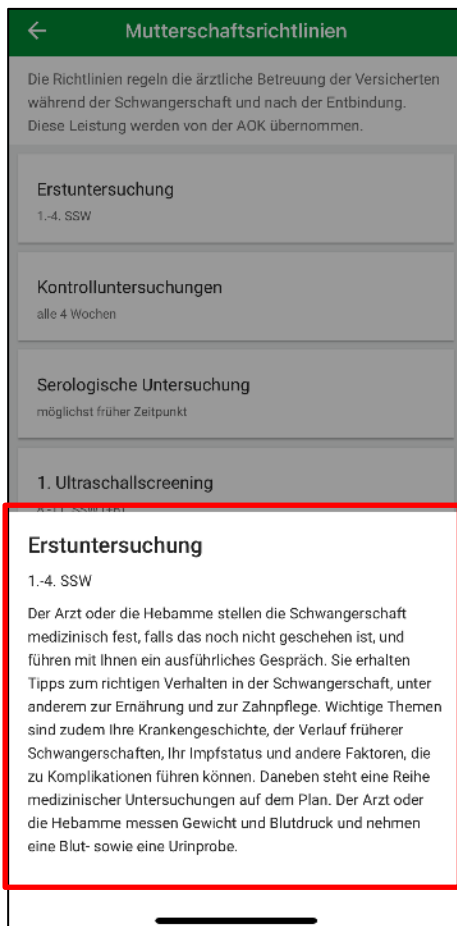 Mutterschaftsrichtlinien
Die Richtlinien regeln die ärztliche Betreuung der Versicherten
während der Schwangerschaft und nach der Entbindung.
Diese Leistung werden von der AOK übernommen.
Erstuntersuchung
1.-4. SSW
Kontrolluntersuchungen
alle 4 Wochen
Serologische Untersuchung
möglichst früher Zeitpunkt
1. Ultraschallscreening
Erstuntersuchung
1.-4. SSW
Der Arzt oder die Hebamme stellen die Schwangerschaft
medizinisch fest, falls das noch nicht geschehen ist, und
führen mit Ihnen ein ausführliches Gespräch. Sie erhalten
Tipps zum richtigen Verhalten in der Schwangerschaft, unter
anderem zur Ernährung und zur Zahnpflege. Wichtige Themen
sind zudem Ihre Krankengeschichte, der Verlauf früherer
Schwangerschaften, Ihr Impfstatus und andere Faktoren, die
zu Komplikationen führen können. Daneben steht eine Reihe
medizinischer Untersuchungen auf dem Plan. Der Arzt oder
die Hebamme messen Gewicht und Blutdruck und nehmen
eine Blut- sowie eine Urinprobe.